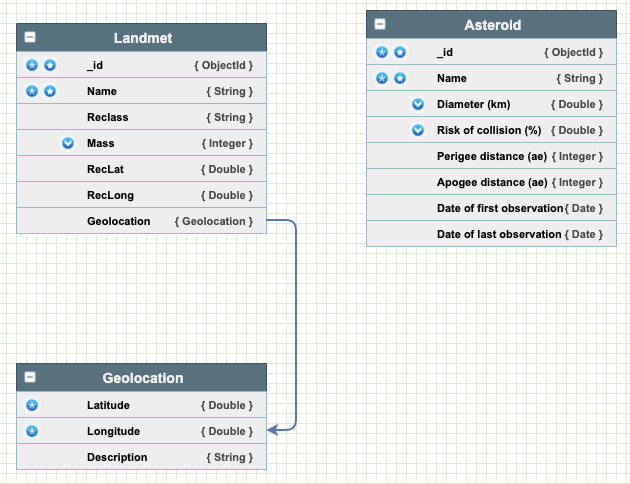 Landmet
_id { ObjectId }
Name { String }
Reclass { String }
Mass { Integer }
RecLat { Double }
RecLong { Double }
Geolocation { Geolocation }
Asteroid
_id { ObjectId }
Name { String }
Diameter (km) { Double }
Risk of collision (%) { Double }
Perigee distance (ae) { Integer }
Apogee distance (ae) { Integer }
Date of first observation { Date }
Date of last observation { Date }
Geolocation
Latitude { Double }
Longitude { Double }
Description { String }